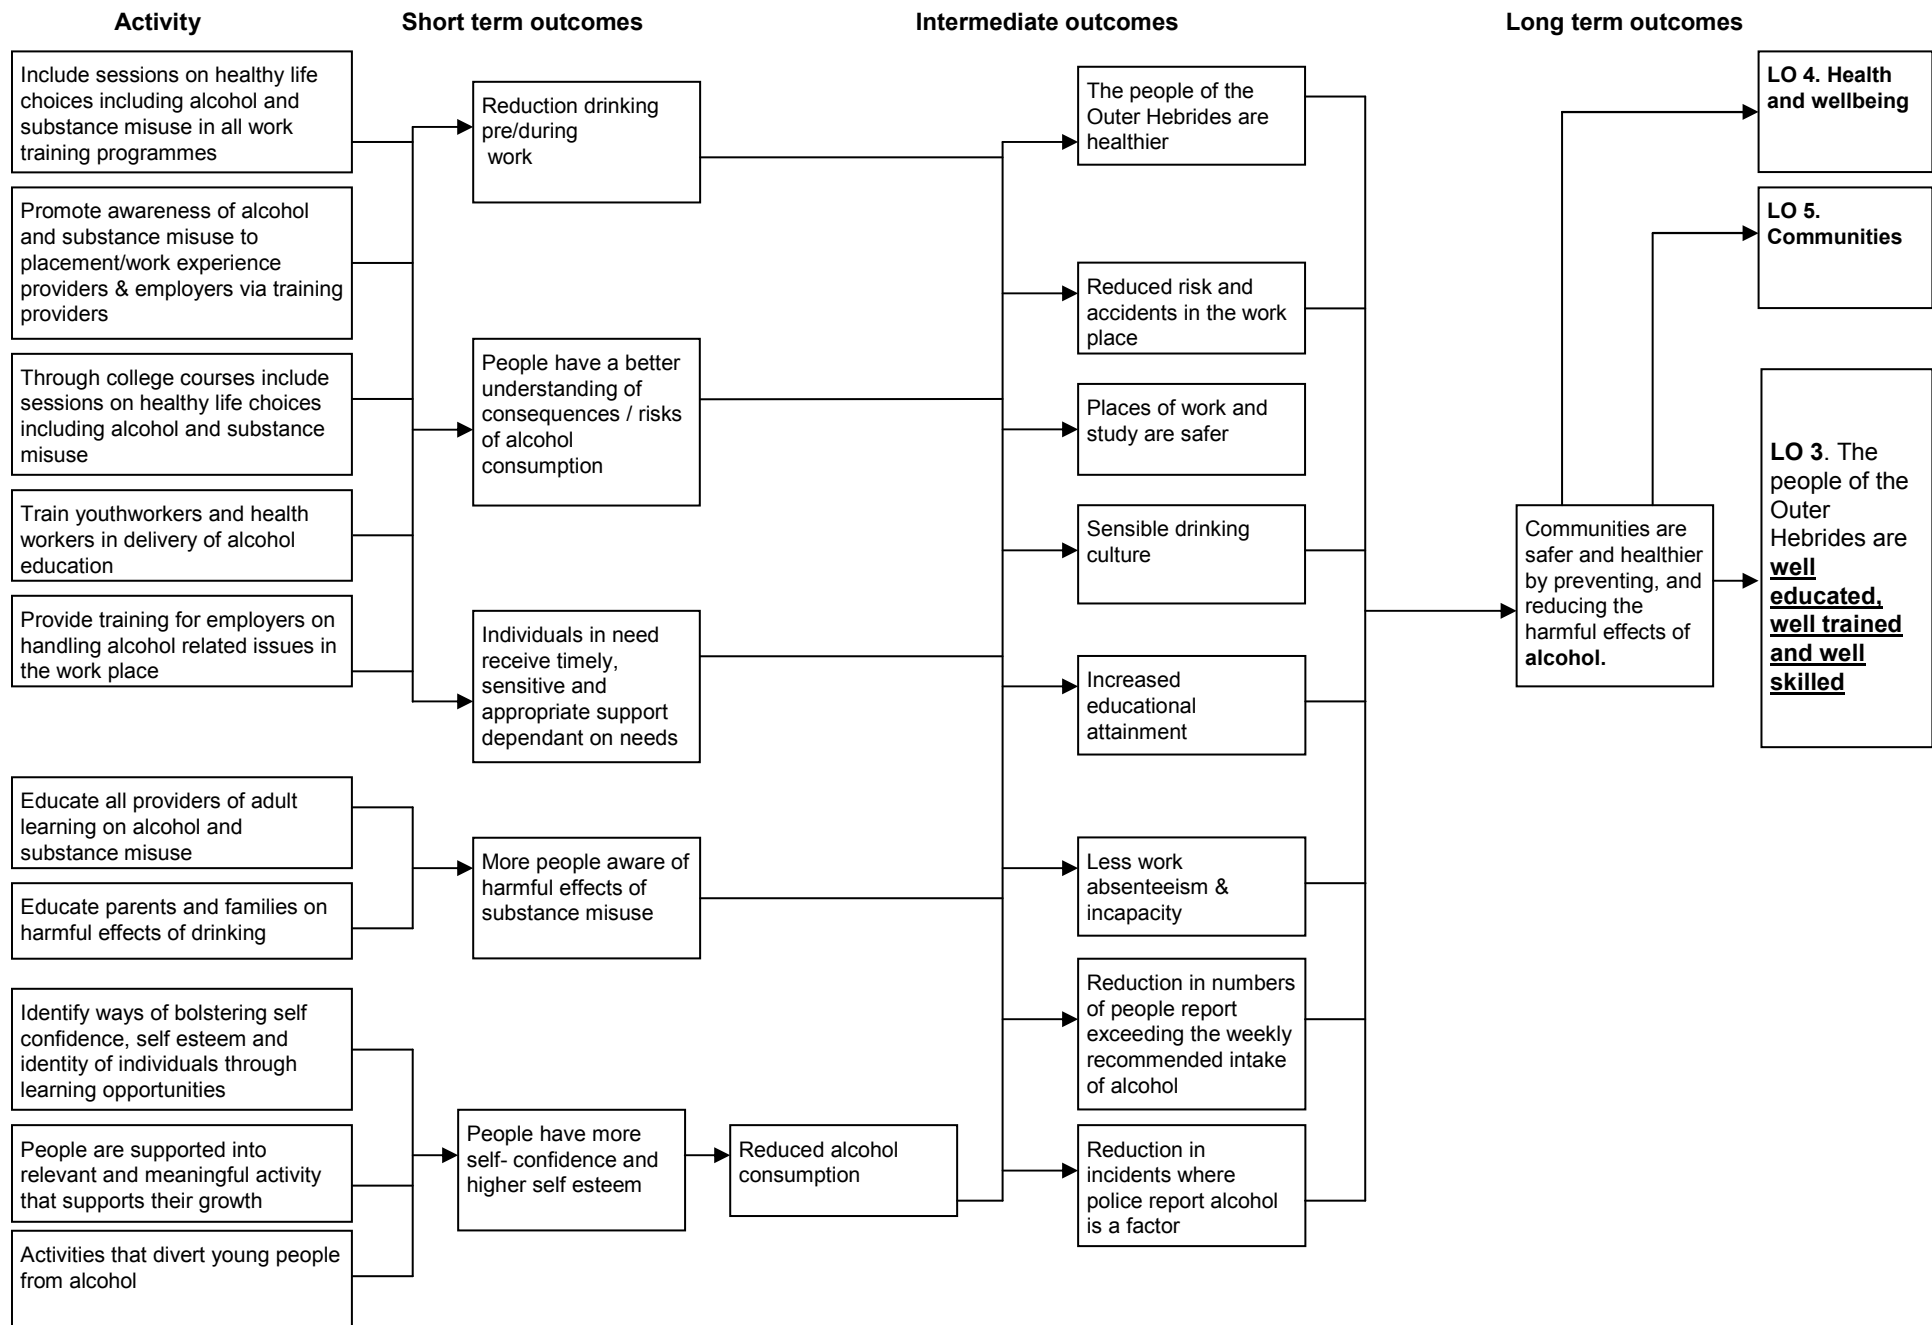 Activity
Short term outcomes
Intermediate outcomes
Long term outcomes
Include sessions on healthy life
choices including alcohol and
substance misuse in all work
training programmes
Promote awareness of alcohol
and substance misuse to
placement/work experience
providers & employers via training
providers
Through college courses include
sessions on healthy life choices
including alcohol and substance
misuse
Train youthworkers and health
workers in delivery of alcohol
education
Provide training for employers on
handling alcohol related issues in
the work place
Educate all providers of adult
learning on alcohol and
substance misuse
Educate parents and families on
harmful effects of drinking
Identify ways of bolstering self
confidence, self esteem and
identity of individuals through
learning opportunities
People are supported into
relevant and meaningful activity
that supports their growth
Activities that divert young people
from alcohol
Reduction drinking
pre/during
work
People have a better
understanding of
consequences / risks
of alcohol
consumption
Individuals in need
receive timely,
sensitive and
appropriate support
dependant on needs
More people aware of
harmful effects of
substance misuse
People have more
self- confidence and
higher self esteem
Reduced alcohol
consumption
The people of the
Outer Hebrides are
healthier
Reduced risk and
accidents in the work
place
Places of work and
study are safer
Sensible drinking
culture
Increased
educational
attainment
Less work
absenteeism &
incapacity
Reduction in numbers
of people report
exceeding the weekly
recommended intake
of alcohol
Reduction in
incidents where
police report alcohol
is a factor
Communities are
safer and healthier
by preventing, and
reducing the
harmful effects of
alcohol.
LO 4. Health
and wellbeing
LO 5.
Communities
LO 3. The
people of the
Outer
Hebrides are
well
educated,
well trained
and well
skilled